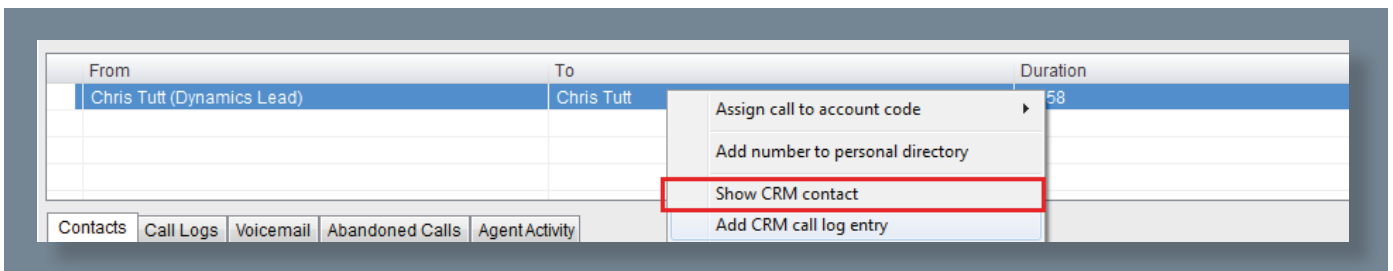 From To Duration
Chris Tutt (Dynamics Lead) Chris Tutt 58
Assign call to account code
Add number to personal directory
Show CRM contact
Add CRM call log entry
Contacts Call Logs Voicemail Abandoned Calls Agent Activity